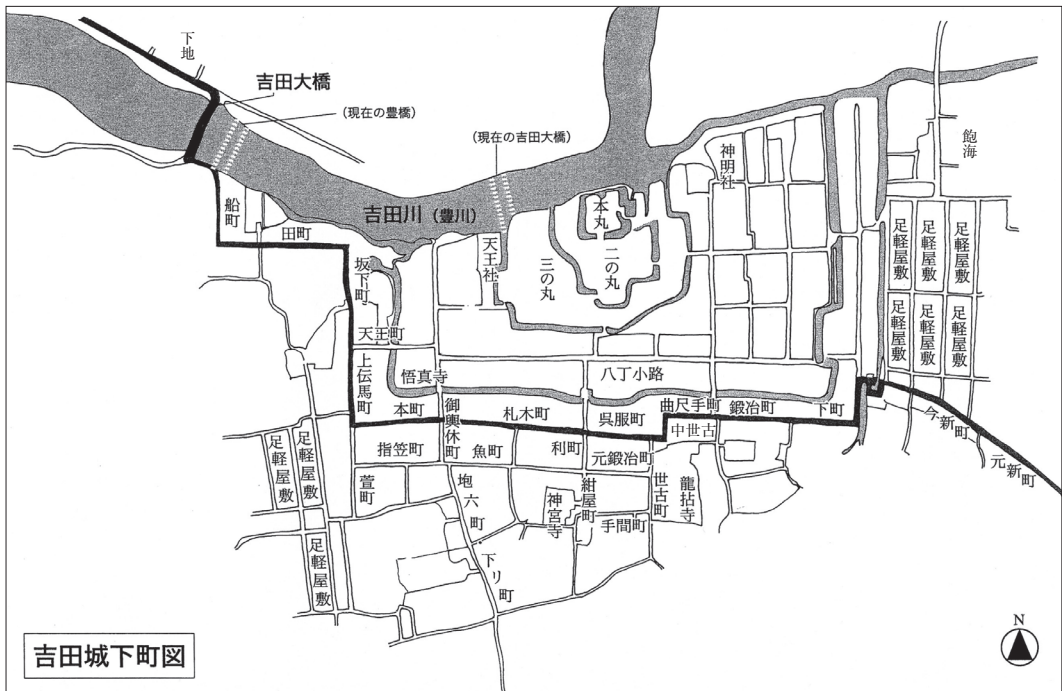 下地
吉田大橋
(現在の豊橋)
(現在の吉田大橋)
吉田川(豊川)
神明社
飽海
船町
田町
坂下町
天王社
三の丸
本丸
二の丸
足軽屋敷
足軽屋敷
足軽屋敷
足軽屋敷
足軽屋敷
足軽屋敷
天王町
上伝馬町
悟真寺
八丁小路
本町
御輿休町
札木町
呉服町
曲尺手町
鍛冶町
下町
今新町
元新町
指笠町
魚町
利町
元鍛冶町
中世古
足軽屋敷
足軽屋敷
萱町
垉六町
神宮寺
紺屋町
世古町
龍拈寺
手間町
足軽屋敷
下リ町
吉田城下町図
N